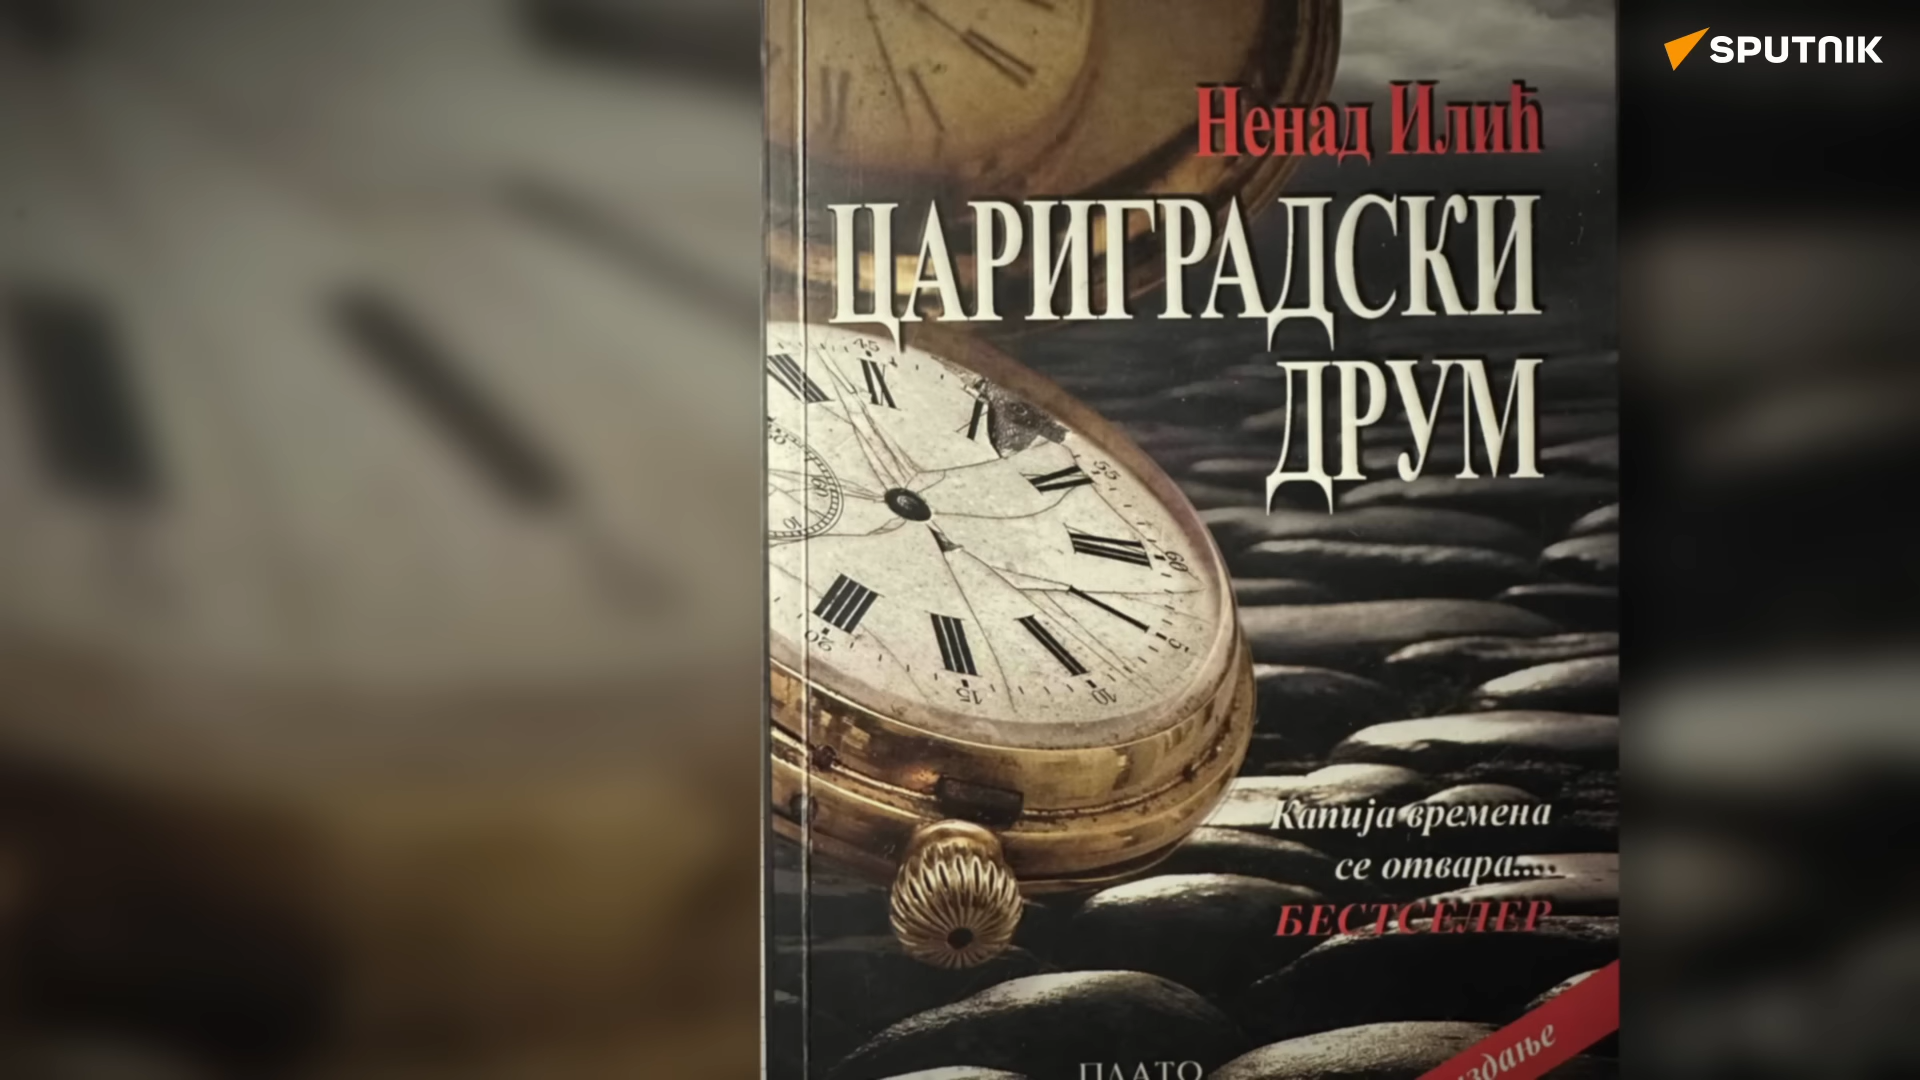 SPUTNIK
Ненад Илић
ЦАРИГРАДСКИ
ДРУМ
Капија времена
се отвара....
БЕСТСЕЛЕР
ПЛАТО